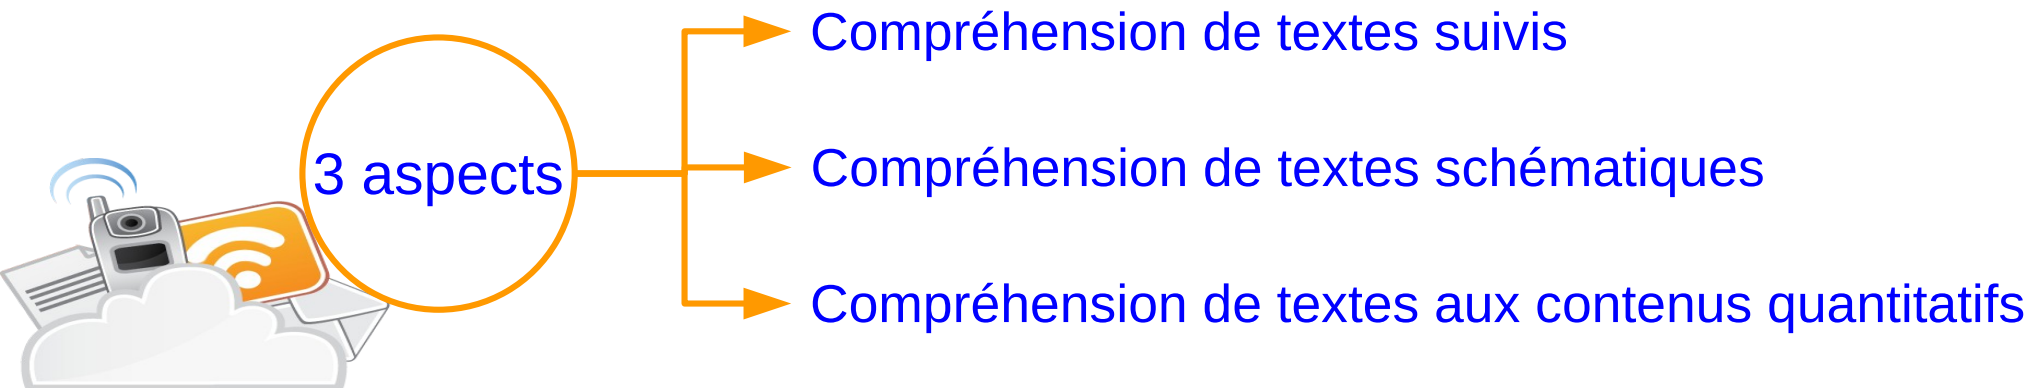 Compréhension de textes suivis
3 aspects
Compréhension de textes schématiques
Compréhension de textes aux contenus quantitatifs